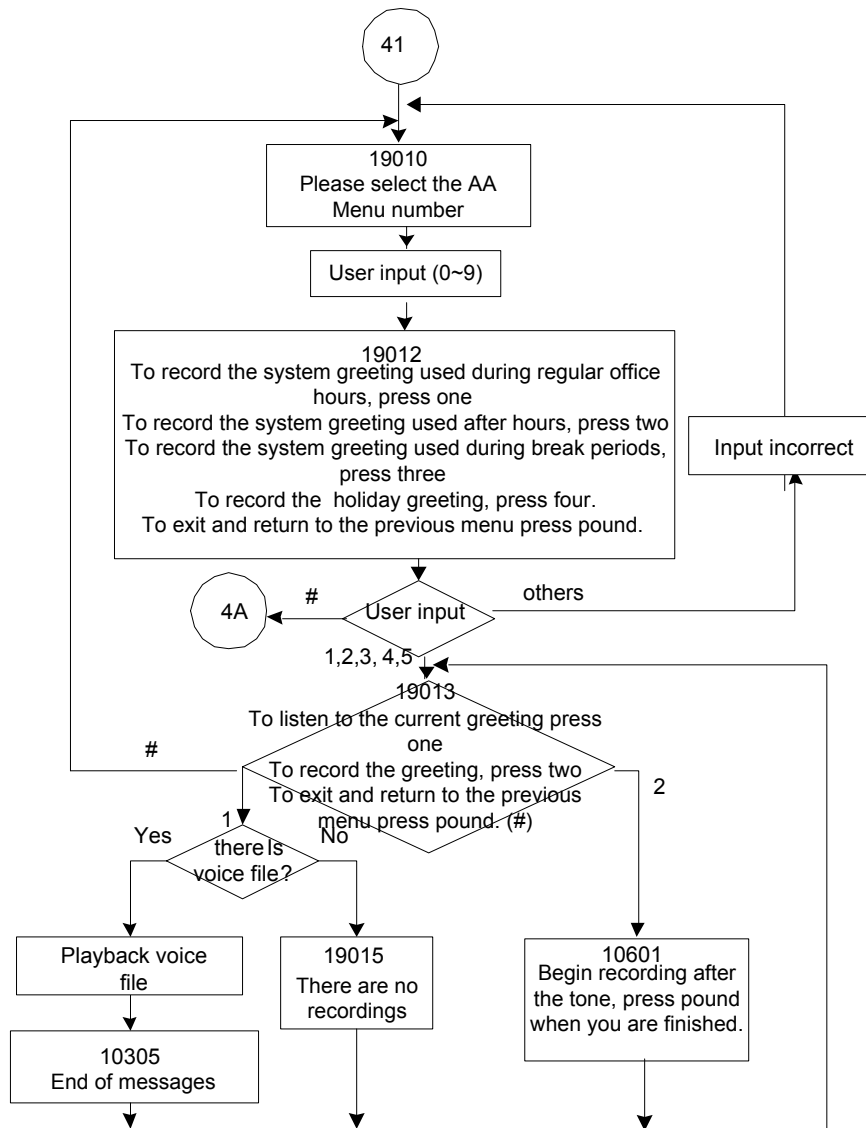 41
19010
Please select the AA
Menu number
User input (0~9)
19012
To record the system greeting used during regular office
hours, press one
To record the system greeting used after hours, press two
To record the system greeting used during break periods,
press three
To record the holiday greeting, press four.
To exit and return to the previous menu press pound.
Input incorrect
4A
#
User input
others
1,2,3, 4,5
19013
To listen to the current greeting press
one
To record the greeting, press two
To exit and return to the previous
menu press pound. (#)
#
2
1
Yes
No
there Is
voice file?
Playback voice
file
10305
End of messages
19015
There are no
recordings
10601
Begin recording after
the tone, press pound
when you are finished.